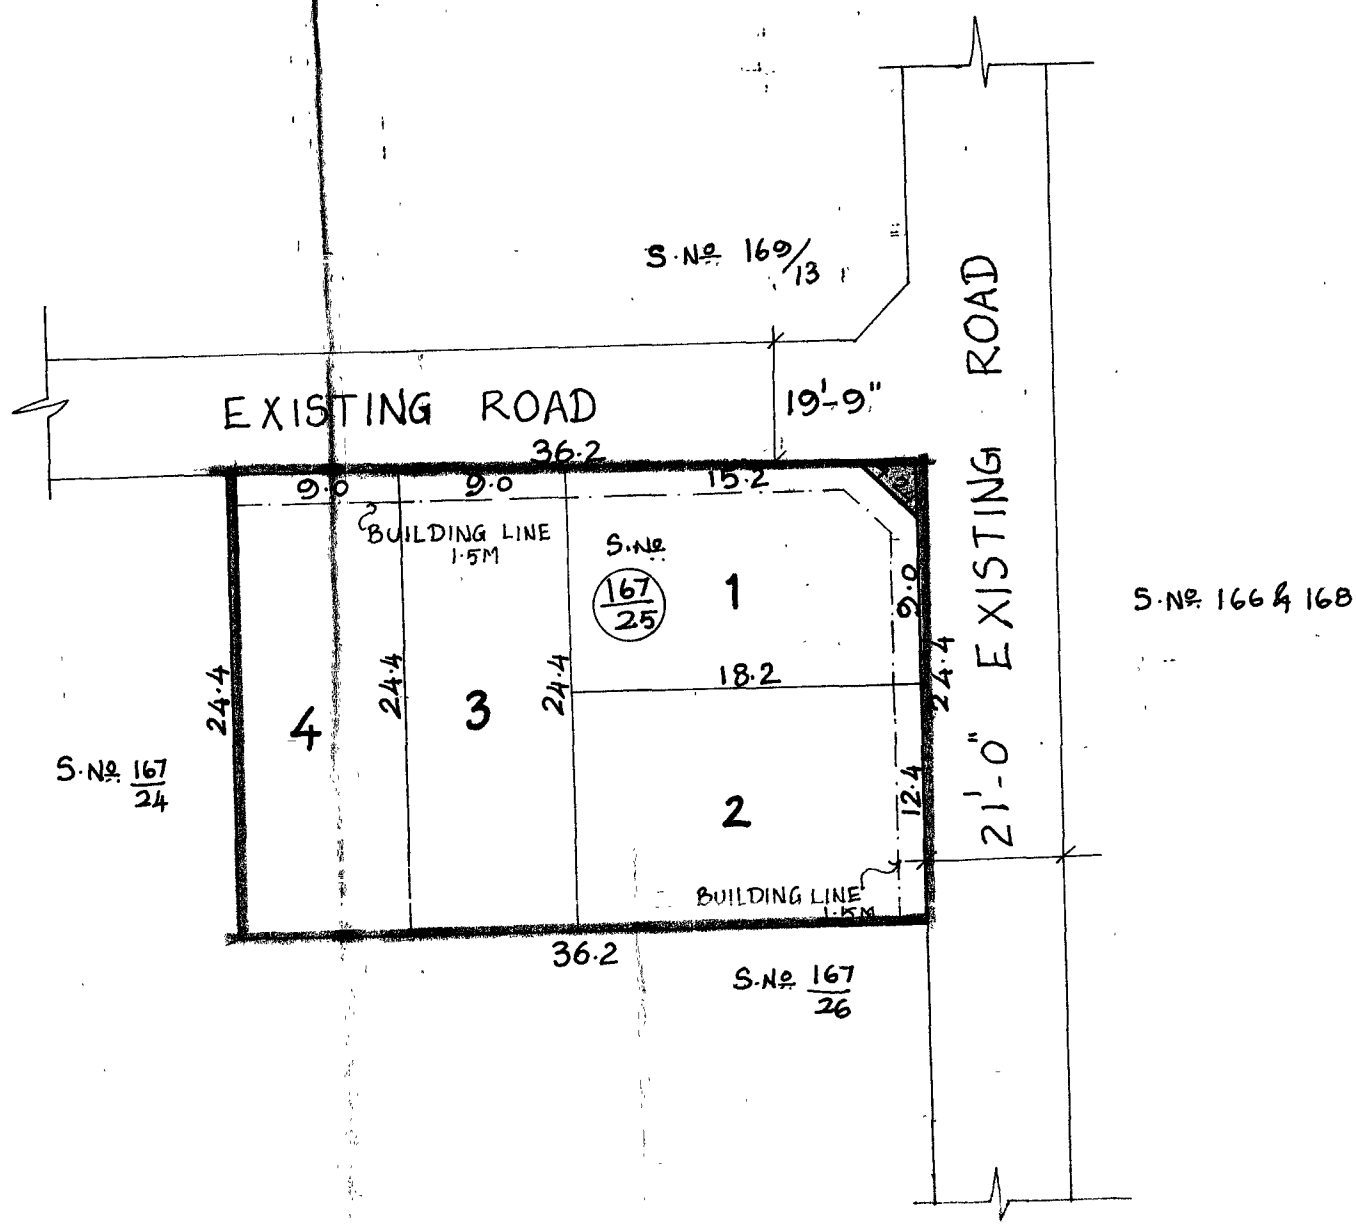 S.No 169/13
EXISTING ROAD
19'-9"
36.2
9.0
9.0
15.2
BUILDING LINE
1.5M
S.No
167
25
1
9.0
18.2
24.4
24.4
24.4
24.4
4
3
2
12.4
BUILDING LINE
1.5M
36.2
21'-0" EXISTING ROAD
S.No 166 & 168
S.No 167
24
S.No 167
26